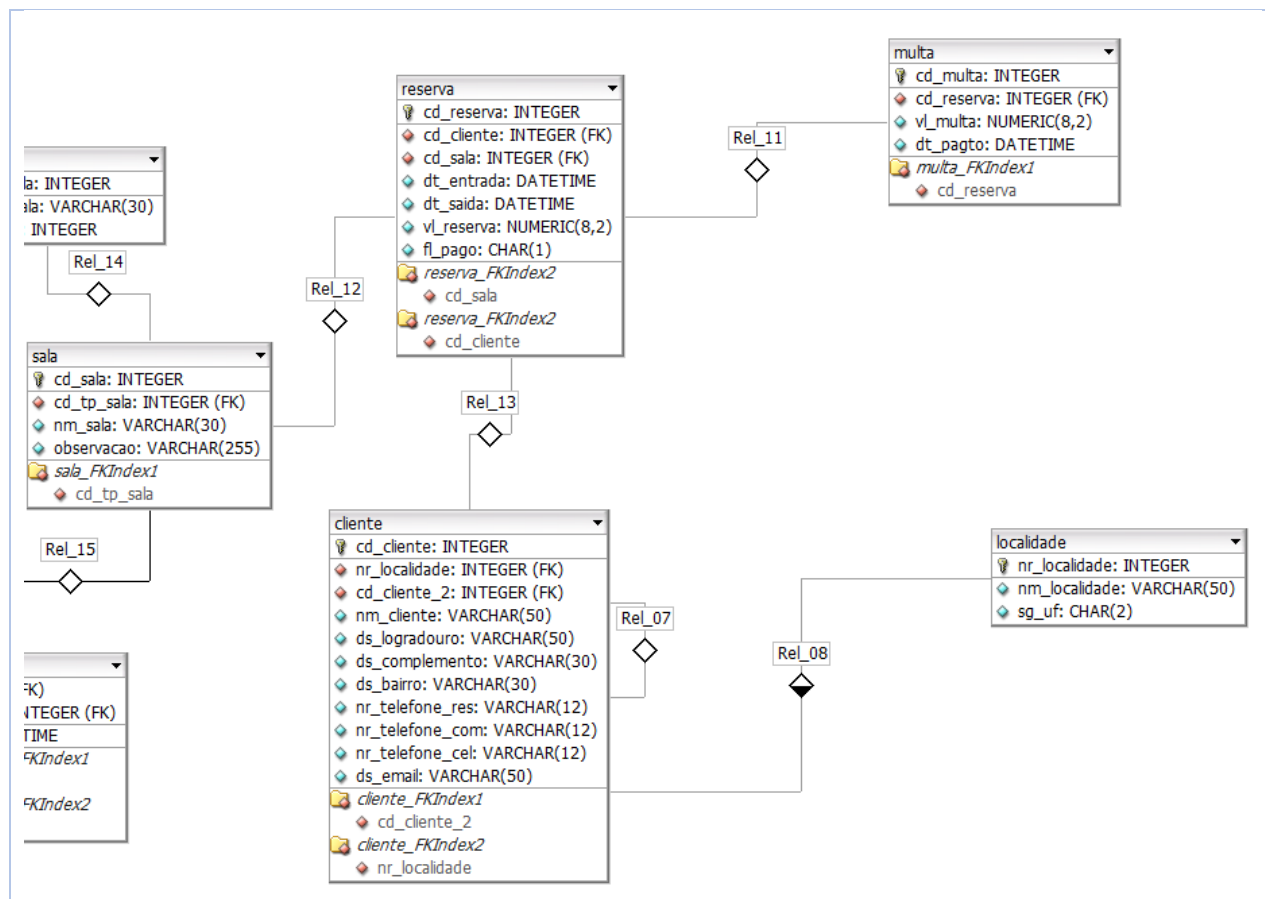 multa
cd_multa: INTEGER
cd_reserva: INTEGER (FK)
vl_multa: NUMERIC(8,2)
dt_pagto: DATETIME
multa_FKIndex1
cd_reserva
reserva
cd_reserva: INTEGER
cd_cliente: INTEGER (FK)
cd_sala: INTEGER (FK)
dt_entrada: DATETIME
dt_saida: DATETIME
vl_reserva: NUMERIC(8,2)
fl_pago: CHAR(1)
reserva_FKIndex2
cd_sala
reserva_FKIndex2
cd_cliente
Rel_11
la: INTEGER
ala: VARCHAR(30)
INTEGER
Rel_14
Rel_12
sala
cd_sala: INTEGER
cd_tp_sala: INTEGER (FK)
nm_sala: VARCHAR(30)
observacao: VARCHAR(255)
sala_FKIndex1
cd_tp_sala
Rel_13
Rel_15
cliente
cd_cliente: INTEGER
nr_localidade: INTEGER (FK)
cd_cliente_2: INTEGER (FK)
nm_cliente: VARCHAR(50)
ds_logradouro: VARCHAR(50)
ds_complemento: VARCHAR(30)
ds_bairro: VARCHAR(30)
nr_telefone_res: VARCHAR(12)
nr_telefone_com: VARCHAR(12)
nr_telefone_cel: VARCHAR(12)
ds_email: VARCHAR(50)
cliente_FKIndex1
cd_cliente_2
cliente_FKIndex2
nr_localidade
Rel_07
Rel_08
localidade
nr_localidade: INTEGER
nm_localidade: VARCHAR(50)
sg_uf: CHAR(2)
FK)
NTEGER (FK)
TIME
FKIndex1
FKIndex2